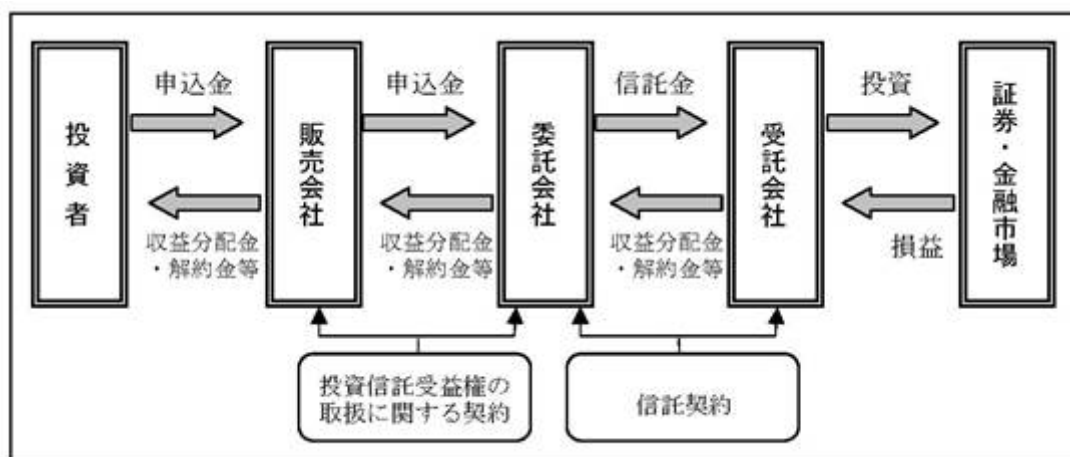 申込金
申込金
信託金
投資
投資者
販売会社
委託会社
受託会社
証券・金融市場
収益分配金
・解約金等
収益分配金
・解約金等
収益分配金
・解約金等
損益
投資信託受益権の
取扱に関する契約
信託契約